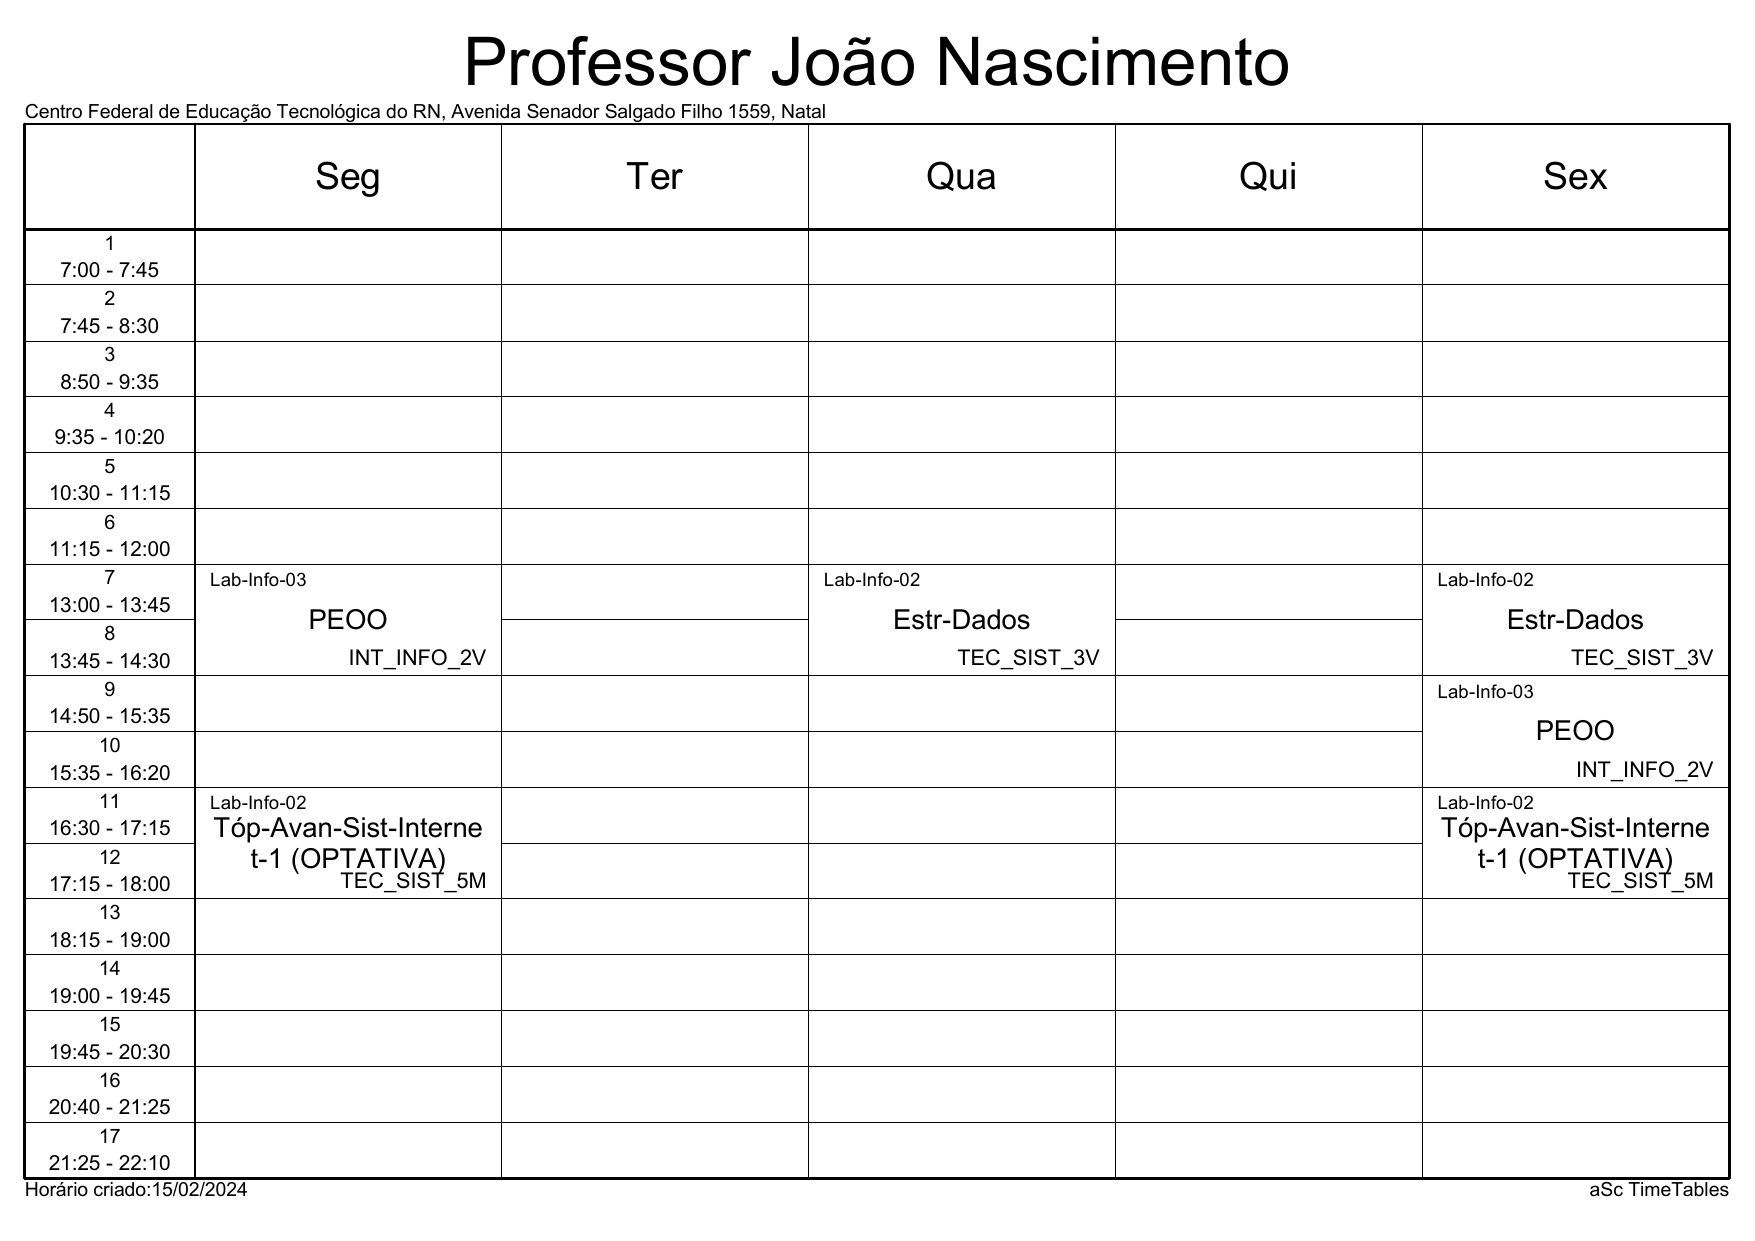 Professor João Nascimento
Centro Federal de Educação Tecnológica do RN, Avenida Senador Salgado Filho 1559, Natal
Seg Ter Qua Qui Sex
1
7:00 - 7:45
2
7:45 - 8:30
3
8:50 - 9:35
4
9:35 - 10:20
5
10:30 - 11:15
6
11:15 - 12:00
7
13:00 - 13:45
8
13:45 - 14:30
Lab-Info-03
PEOO
INT_INFO_2V
Lab-Info-02
Estr-Dados
TEC_SIST_3V
Lab-Info-02
Estr-Dados
TEC_SIST_3V
9
14:50 - 15:35
10
15:35 - 16:20
Lab-Info-03
PEOO
INT_INFO_2V
11
16:30 - 17:15
12
17:15 - 18:00
Lab-Info-02
Tóp-Avan-Sist-Interne
t-1 (OPTATIVA)
TEC_SIST_5M
Lab-Info-02
Tóp-Avan-Sist-Interne
t-1 (OPTATIVA)
TEC_SIST_5M
13
18:15 - 19:00
14
19:00 - 19:45
15
19:45 - 20:30
16
20:40 - 21:25
17
21:25 - 22:10
Horário criado:15/02/2024
aSc TimeTables